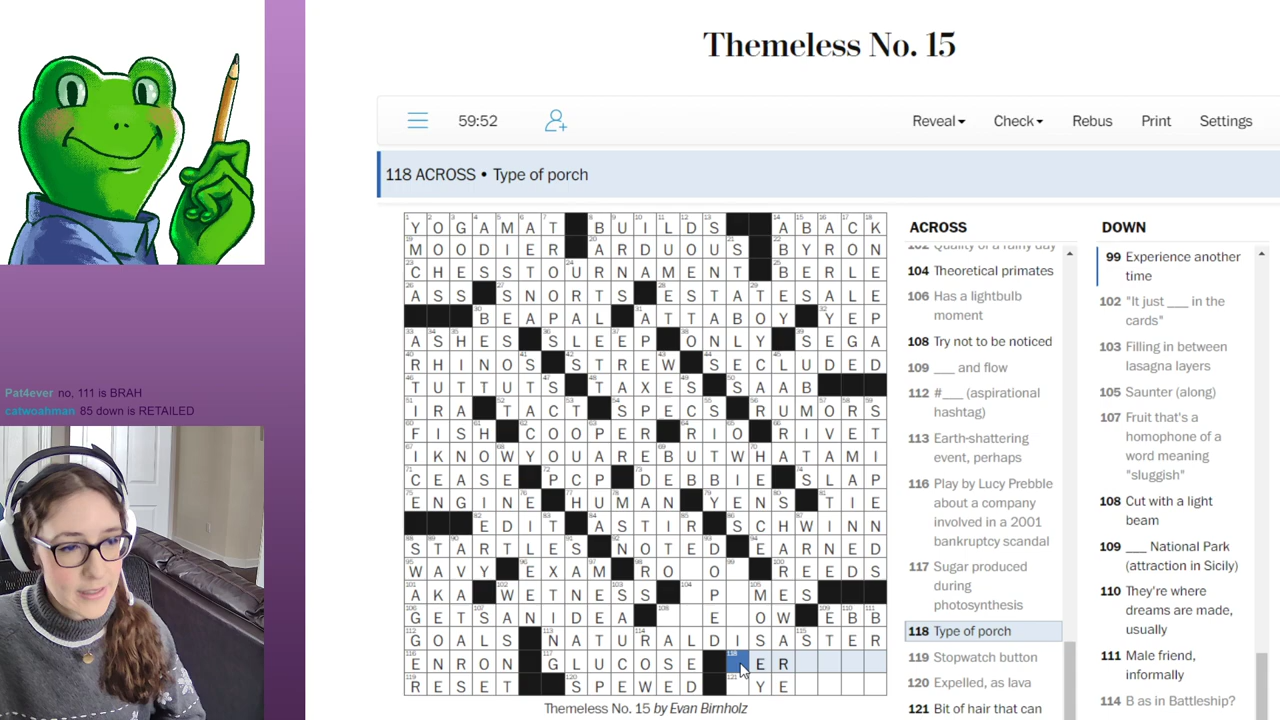 Themeless No. 15
59:52
Reveal
Check
Rebus
Print
Settings
118 ACROSS • Type of porch
YOGAMAT BUILDS ABACK
MOODIER ARDUOUS BYRON
CHESSTOURNAMENT BERLE
ASS SNORTS ESTATESALE
BEAPAL ATTABOY YEP
ASHES SLEEP ONLY SEGA
RHINOS STREW SECLUDED
TUTTUTS TAXES SAAB
IRA TACT SPECS RUMORS
FISH COOPER RIO RIVET
IKNOWYOUAREBUTWHATAMI
CEASE PCP DEBBIE SLAP
ENGINE HUMAN YENS TIE
EDIT ASTIR SCHWINN
STARTLES NOTED EARNED
WAVY EXAM RO O REEDS
AKA WETNESS P MES
GETSANIDEA E OW EBB
GOALS NATURALDISASTER
ENRON GLUCOSE ER
RESET SPEWED YE
Themeless No. 15 by Evan Birnholz
ACROSS
102 Quality of a rainy day
104 Theoretical primates
106 Has a lightbulb
moment
108 Try not to be noticed
109 ___ and flow
112 #___ (aspirational
hashtag)
113 Earth-shattering
event, perhaps
116 Play by Lucy Prebble
about a company
involved in a 2001
bankruptcy scandal
117 Sugar produced
during
photosynthesis
118 Type of porch
119 Stopwatch button
120 Expelled, as lava
121 Bit of hair that can
DOWN
99 Experience another
time
102 "It just ___ in the
cards"
103 Filling in between
lasagna layers
105 Saunter (along)
107 Fruit that's a
homophone of a
word meaning
"sluggish"
108 Cut with a light
beam
109 ___ National Park
(attraction in Sicily)
110 They're where
dreams are made,
usually
111 Male friend,
informally
114 B as in Battleship?
Pat4ever no, 111 is BRAH
catwoahman 85 down is RETAILED